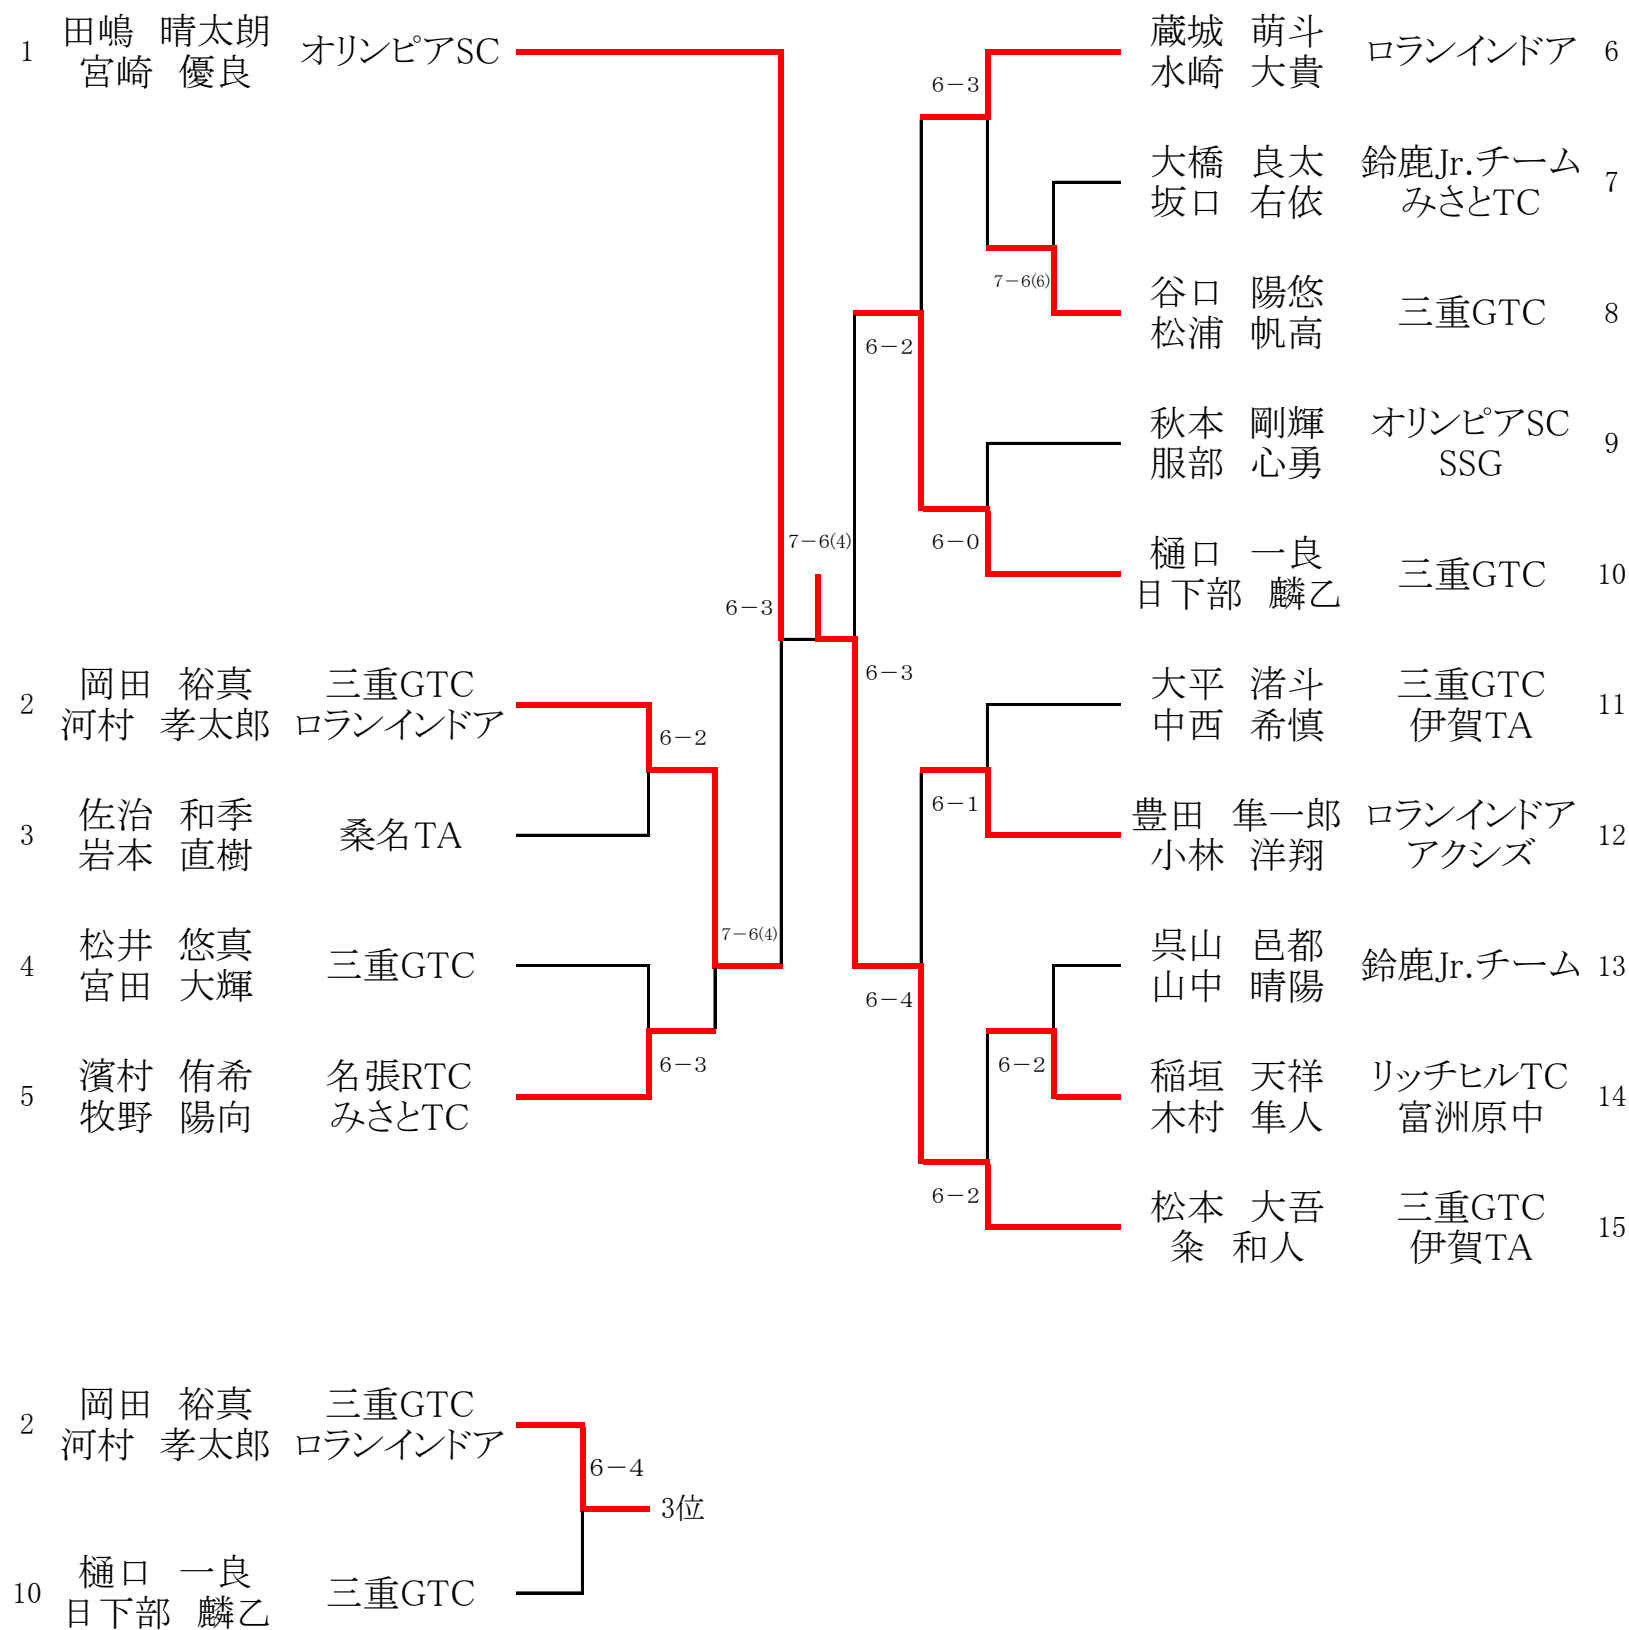 1 田嶋 晴太朗 オリンピアSC
宮崎 優良
2 岡田 裕真 三重GTC
河村 孝太郎 ロランインドア
3 佐治 和季 桑名TA
岩本 直樹
4 松井 悠真 三重GTC
宮田 大輝
5 濱村 侑希 名張RTC
牧野 陽向 みさとTC
6-2
6-3
7-6(4)
6-3
7-6(4)
6-3
6-3
7-6(6)
6-2
6-0
6-1
6-4
6-2
6-2
蔵城 萌斗 ロランインドア 6
水崎 大貴
大橋 良太 鈴鹿Jr.チーム 7
坂口 右依 みさとTC
谷口 陽悠 三重GTC 8
松浦 帆高
秋本 剛輝 オリンピアSC 9
服部 心勇 SSG
樋口 一良 三重GTC 10
日下部 麟乙
大平 渚斗 三重GTC 11
中西 希慎 伊賀TA
豊田 隼一郎 ロランインドア 12
小林 洋翔 アクシズ
呉山 邑都 鈴鹿Jr.チーム 13
山中 晴陽
稲垣 天祥 リッチヒルTC 14
木村 隼人 富洲原中
松本 大吾 三重GTC 15
粂 和人 伊賀TA
2 岡田 裕真 三重GTC
河村 孝太郎 ロランインドア
6-4
3位
10 樋口 一良 三重GTC
日下部 麟乙